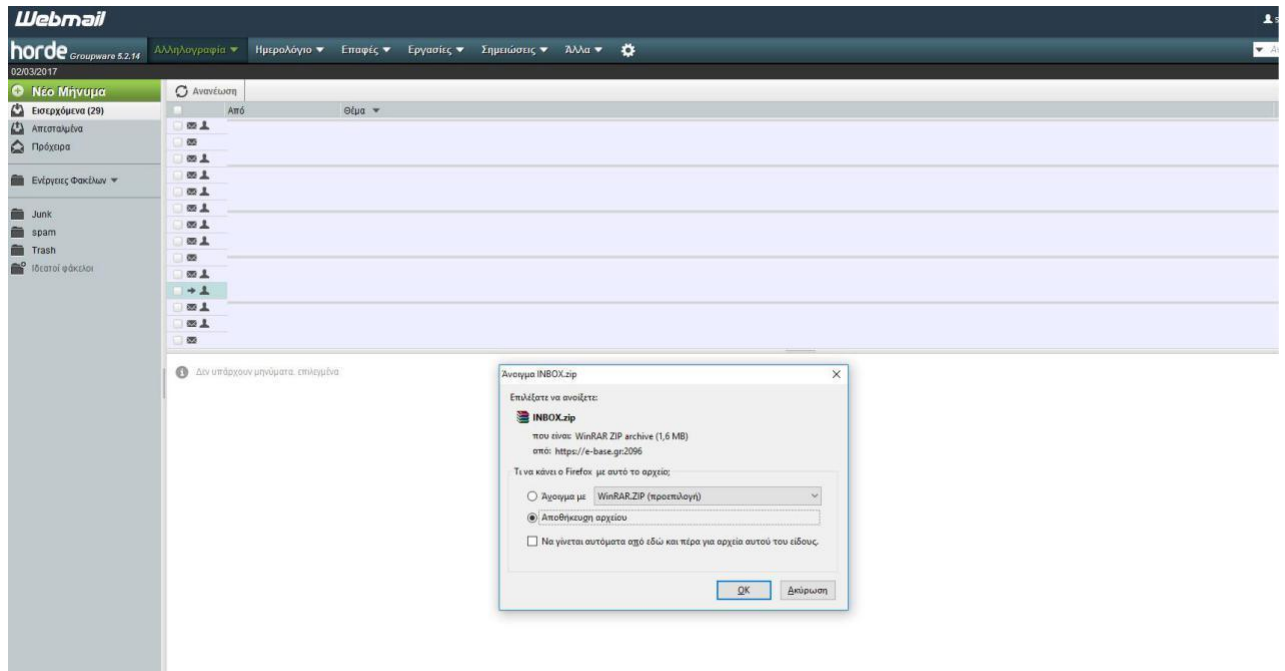 Webmail
horde Groupware 5.2.14 Αλληλογραφία Ημερολόγιο Επαφές Εργασίες Σημειώσεις Άλλα
02/03/2017
Νέο Μήνυμα
Εισερχόμενα (29)
Απεσταλμένα
Πρόχειρα
Ενέργειες Φακέλων
Junk
spam
Trash
Ιδεατοί φάκελοι
Ανανέωση
Από Θέμα
Δεν υπάρχουν μηνύματα. επιλεγμένα
Άνοιγμα INBOX.zip
Επιλέξατε να ανοίξετε:
INBOX.zip
που είναι: WinRAR ZIP archive (1,6 MB)
από: https://e-base.gr:2096
Τι να κάνει ο Firefox με αυτό το αρχείο;
Άνοιγμα με WinRAR.ZIP (προεπιλογή)
Αποθήκευση αρχείου
Να γίνεται αυτόματα από εδώ και πέρα για αρχεία αυτού του είδους.
OK Ακύρωση